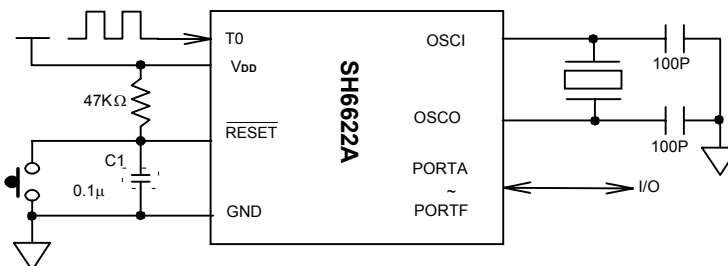 T0
OSCI
VDD
100P
47KΩ
SH6622A
RESET
OSCO
C1
100P
PORTA
0.1μ
~
I/O
GND
PORTF